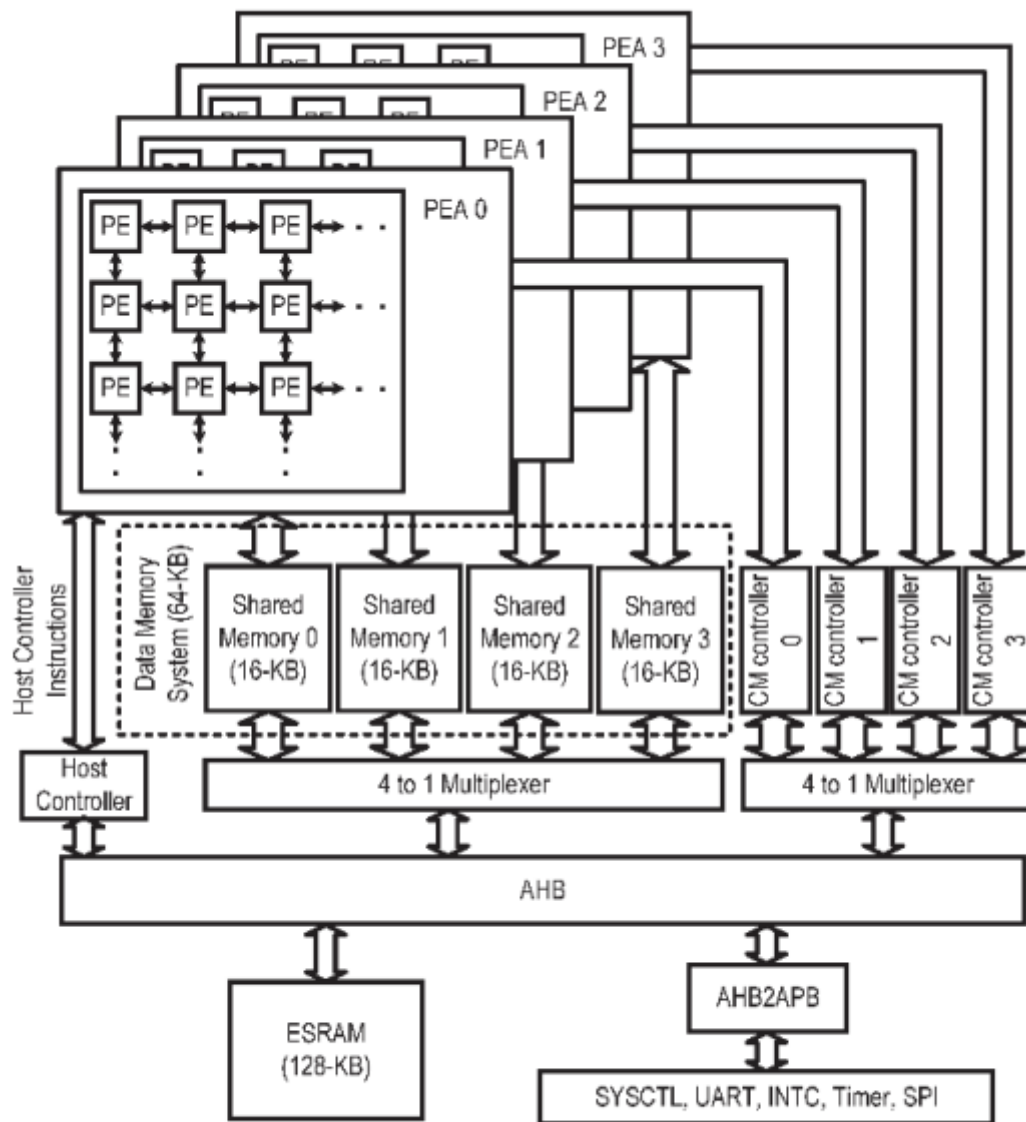 PEA 3
PE PE PE
PEA 2
PEA 1
PEA 0
PE PE PE · ·
PE PE PE · ·
PE PE PE · ·
Host Controller
Instructions
Data Memory
System (64-KB)
Shared
Memory 0
(16-KB)
Shared
Memory 1
(16-KB)
Shared
Memory 2
(16-KB)
Shared
Memory 3
(16-KB)
CM controller
0
CM controller
1
CM controller
2
CM controller
3
Host
Controller
4 to 1 Multiplexer
4 to 1 Multiplexer
AHB
ESRAM
(128-KB)
AHB2APB
SYSCTL, UART, INTC, Timer, SPI